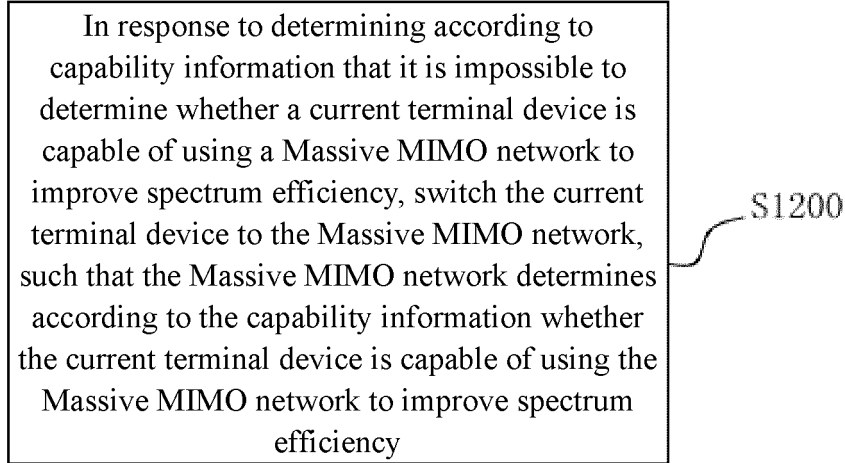 In response to determining according to
capability information that it is impossible to
determine whether a current terminal device is
capable of using a Massive MIMO network to
improve spectrum efficiency, switch the current
terminal device to the Massive MIMO network,
such that the Massive MIMO network determines
according to the capability information whether
the current terminal device is capable of using the
Massive MIMO network to improve spectrum
efficiency
S1200